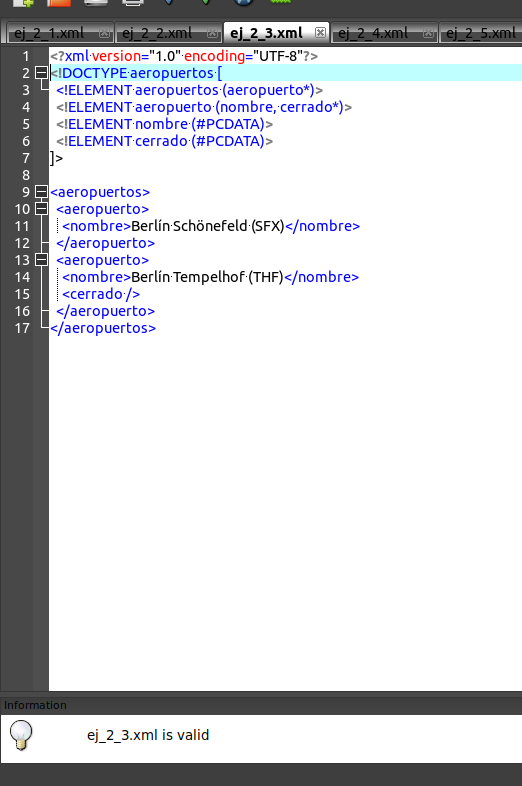 ej_2_1.xml ej_2_2.xml ej_2_3.xml ej_2_4.xml ej_2_5.xml
1 <?xml version="1.0" encoding="UTF-8"?>
2 <!DOCTYPE aeropuertos [
3 <!ELEMENT aeropuertos (aeropuerto*)>
4 <!ELEMENT aeropuerto (nombre, cerrado*)>
5 <!ELEMENT nombre (#PCDATA)>
6 <!ELEMENT cerrado (#PCDATA)>
7 ]>
8
9 <aeropuertos>
10 <aeropuerto>
11 <nombre>Berlín Schönefeld (SFX)</nombre>
12 </aeropuerto>
13 <aeropuerto>
14 <nombre>Berlín Tempelhof (THF)</nombre>
15 <cerrado />
16 </aeropuerto>
17 </aeropuertos>
Information
ej_2_3.xml is valid